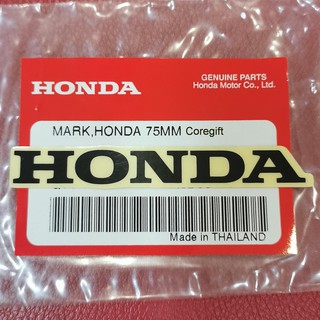 HONDA
GENUINE PARTS
Honda Motor Co., Ltd.
MARK,HONDA 75MM Coregift
HONDA
Made in THAILAND